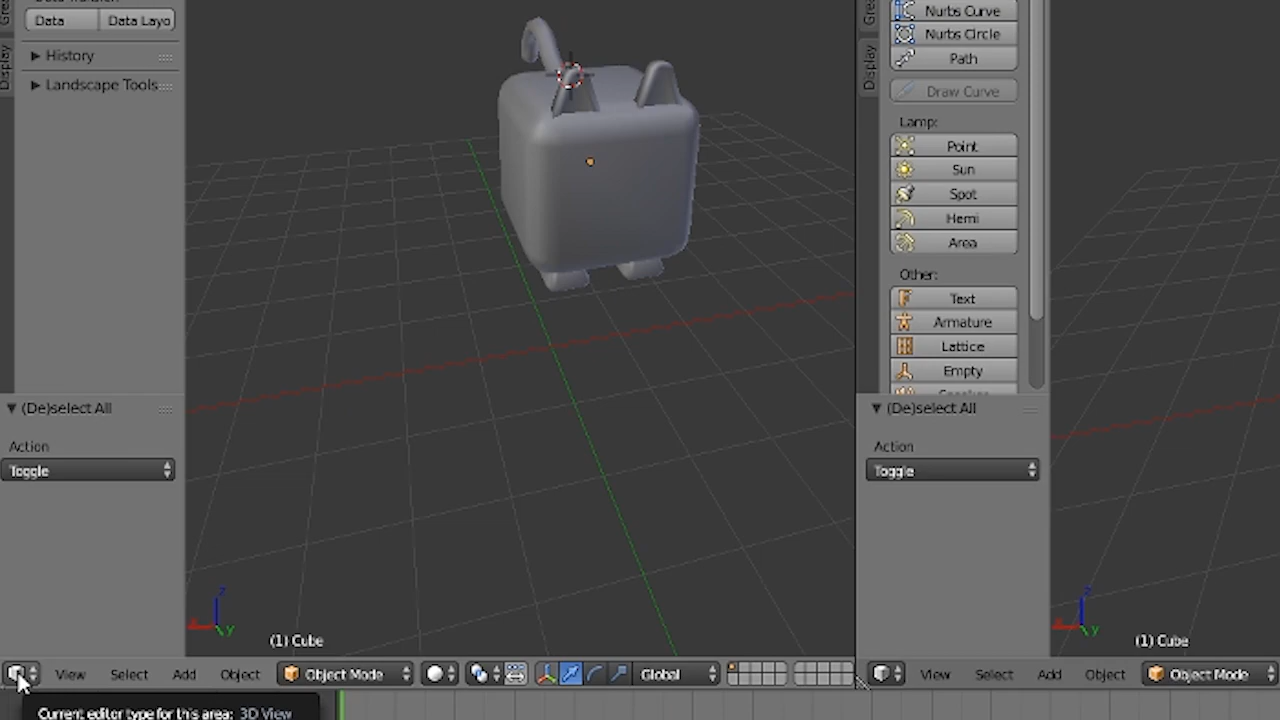 Data
Data Layo
History
Landscape Tools
Display
(De)select All
Action
Toggle
(1) Cube
View
Select
Add
Object
Object Mode
Global
Current editor type for this area: 3D View
Display
Nurbs Curve
Nurbs Circle
Path
Draw Curve
Lamp:
Point
Sun
Spot
Hemi
Area
Other:
Text
Armature
Lattice
Empty
(De)select All
Action
Toggle
(1) Cube
View
Select
Add
Object
Object Mode